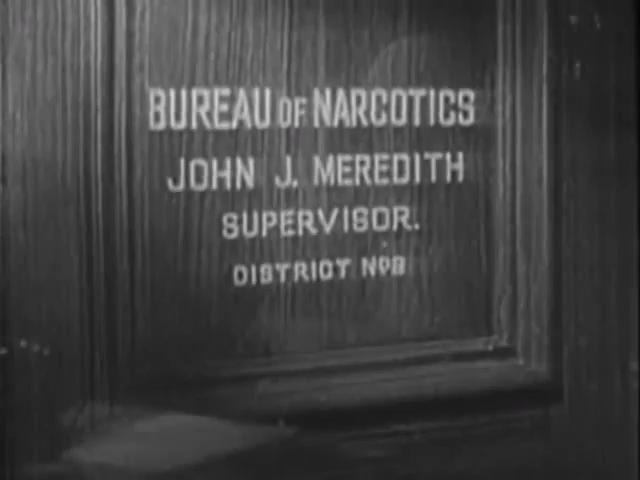 BUREAU OF NARCOTICS
JOHN J. MEREDITH
SUPERVISOR.
DISTRICT NO8